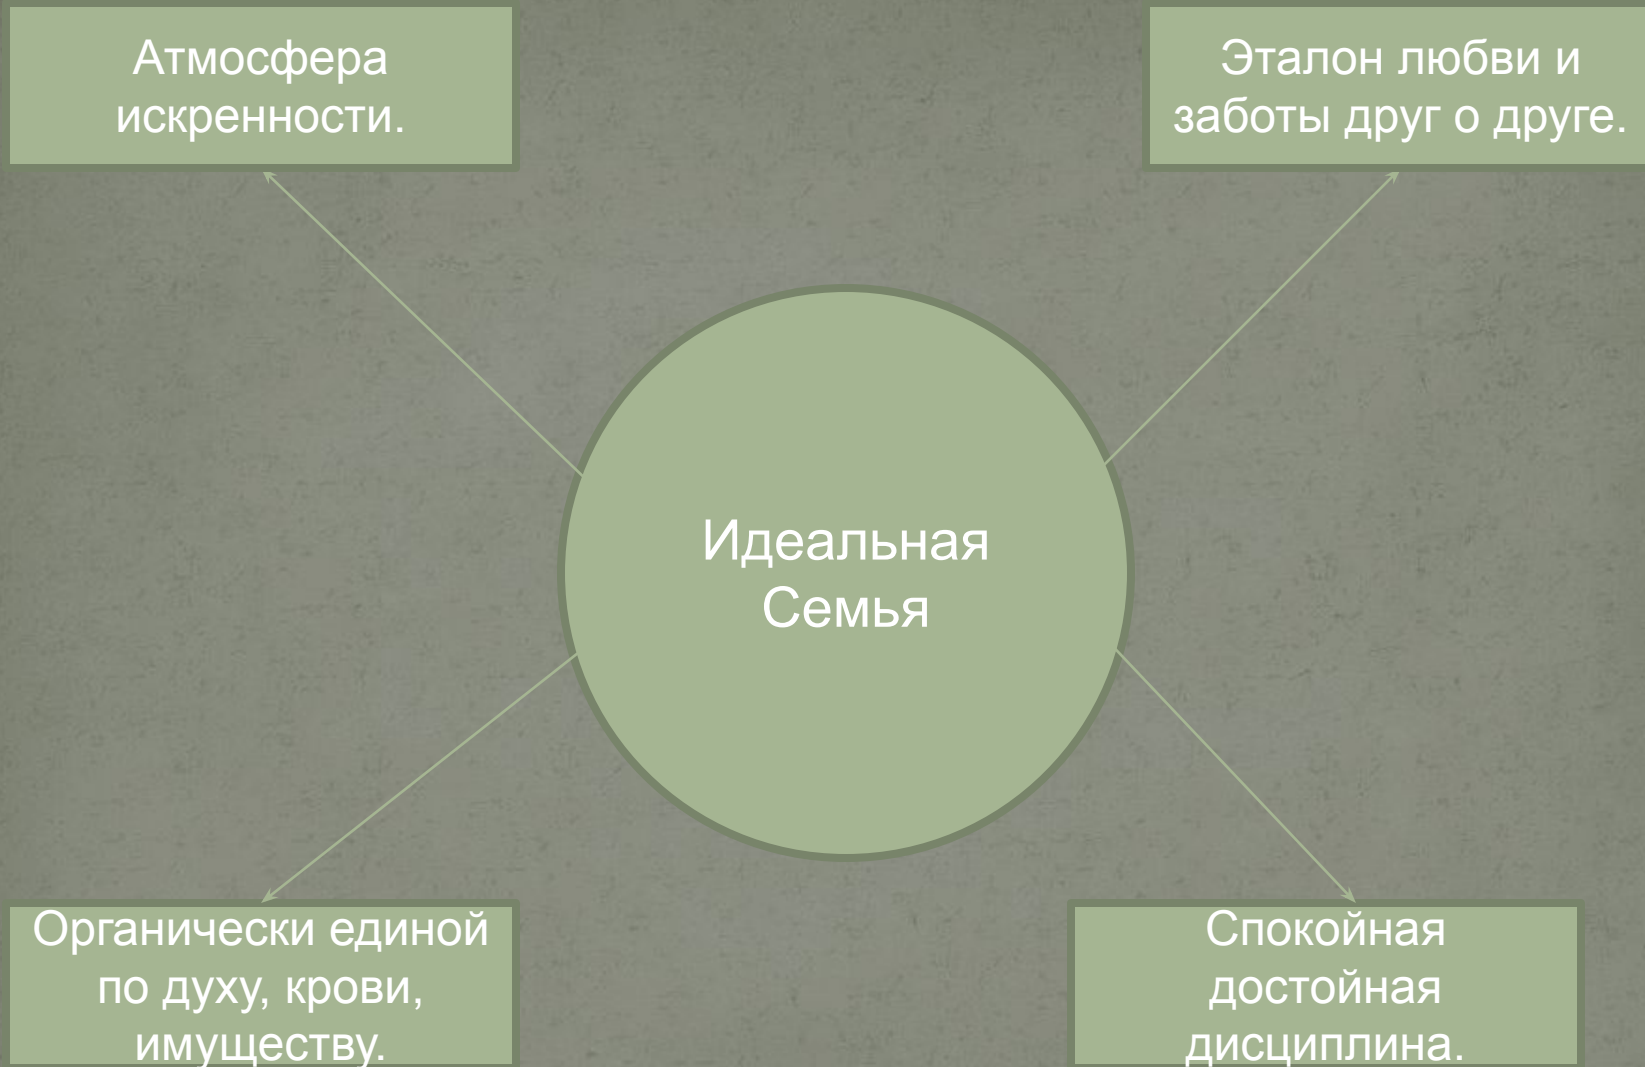 Атмосфера
искренности.
Эталон любви и
заботы друг о друге.
Идеальная
Семья
Органически единой
по духу, крови,
имуществу.
Спокойная
достойная
дисциплина.